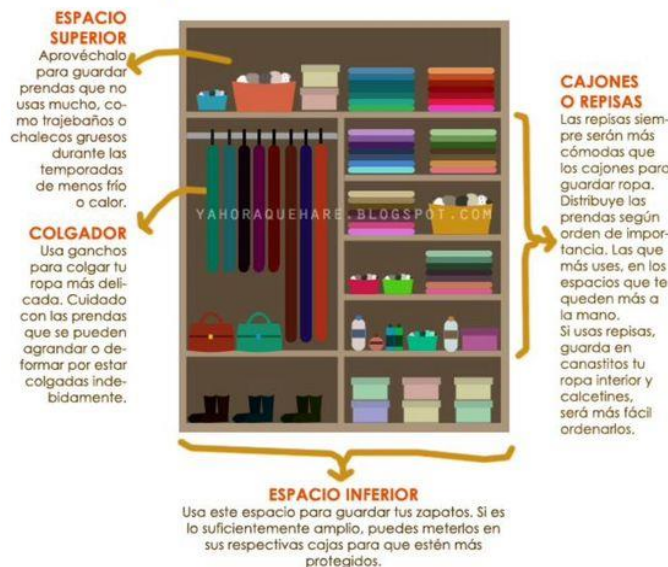 ESPACIO
SUPERIOR
Aprovéchalo
para guardar
prendas que no
usas mucho, co-
mo trajebaños o
chalecos gruesos
durante las
temporadas
de menos frío
o calor.
COLGADOR
Usa ganchos
para colgar tu
ropa más deli-
cada. Cuidado
con las prendas
que se pueden
agrandar o de-
formar por estar
colgadas inde-
bidamente.
YAHORAQUEHARE.BLOGSPOT.COM
CAJONES
O REPISAS
Las repisas siem-
pre serán más
cómodas que
los cajones para
guardar ropa.
Distribuye las
prendas según
orden de impor-
tancia. Las que
más uses, en los
espacios que te
queden más a
la mano.
Si usas repisas,
guarda en
canastitos tu
ropa interior y
calcetines,
será más fácil
ordenarlos.
ESPACIO INFERIOR
Usa este espacio para guardar tus zapatos. Si es
lo suficientemente amplio, puedes meterlos en
sus respectivas cajas para que estén más
protegidos.